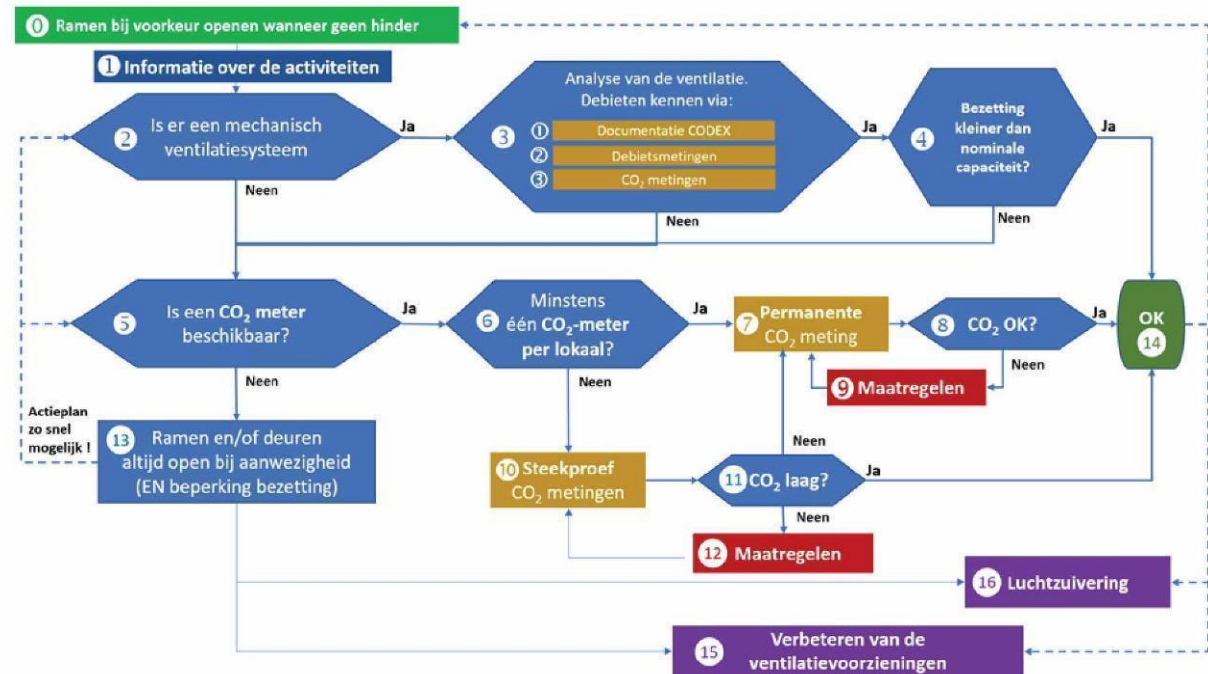 0 Ramen bij voorkeur openen wanneer geen hinder
1 Informatie over de activiteiten
2 Is er een mechanisch
ventilatiesysteem
Ja
Neen
3 Analyse van de ventilatie.
Debieten kennen via:
① Documentatie CODEX
② Debietsmetingen
③ CO₂ metingen
Ja
Neen
4 Bezetting
kleiner dan
nominale
capaciteit?
Ja
Neen
5 Is een CO₂ meter
beschikbaar?
Ja
Neen
6 Minstens
één CO₂-meter
per lokaal?
Ja
Neen
7 Permanente
CO₂ meting
8 CO₂ OK?
Ja
Neen
9 Maatregelen
OK
14
Actieplan
zo snel
mogelijk !
13 Ramen en/of deuren
altijd open bij aanwezigheid
(EN beperking bezetting)
10 Steekproef
CO₂ metingen
Neen
11 CO₂ laag?
Ja
Neen
12 Maatregelen
16 Luchtzuivering
15 Verbeteren van de
ventilatievoorzieningen